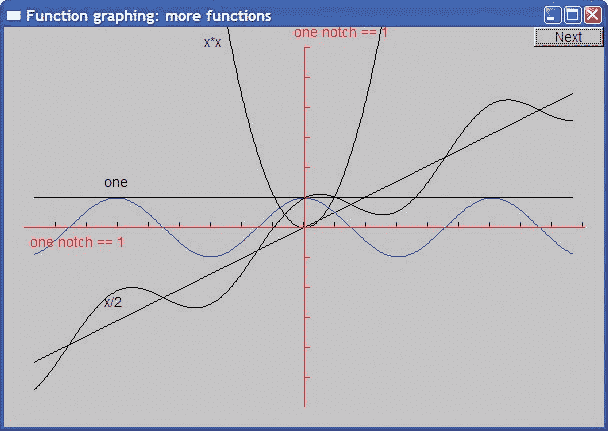 Function graphing: more functions
one notch == 1
Next
x*x
one
one notch == 1
x/2